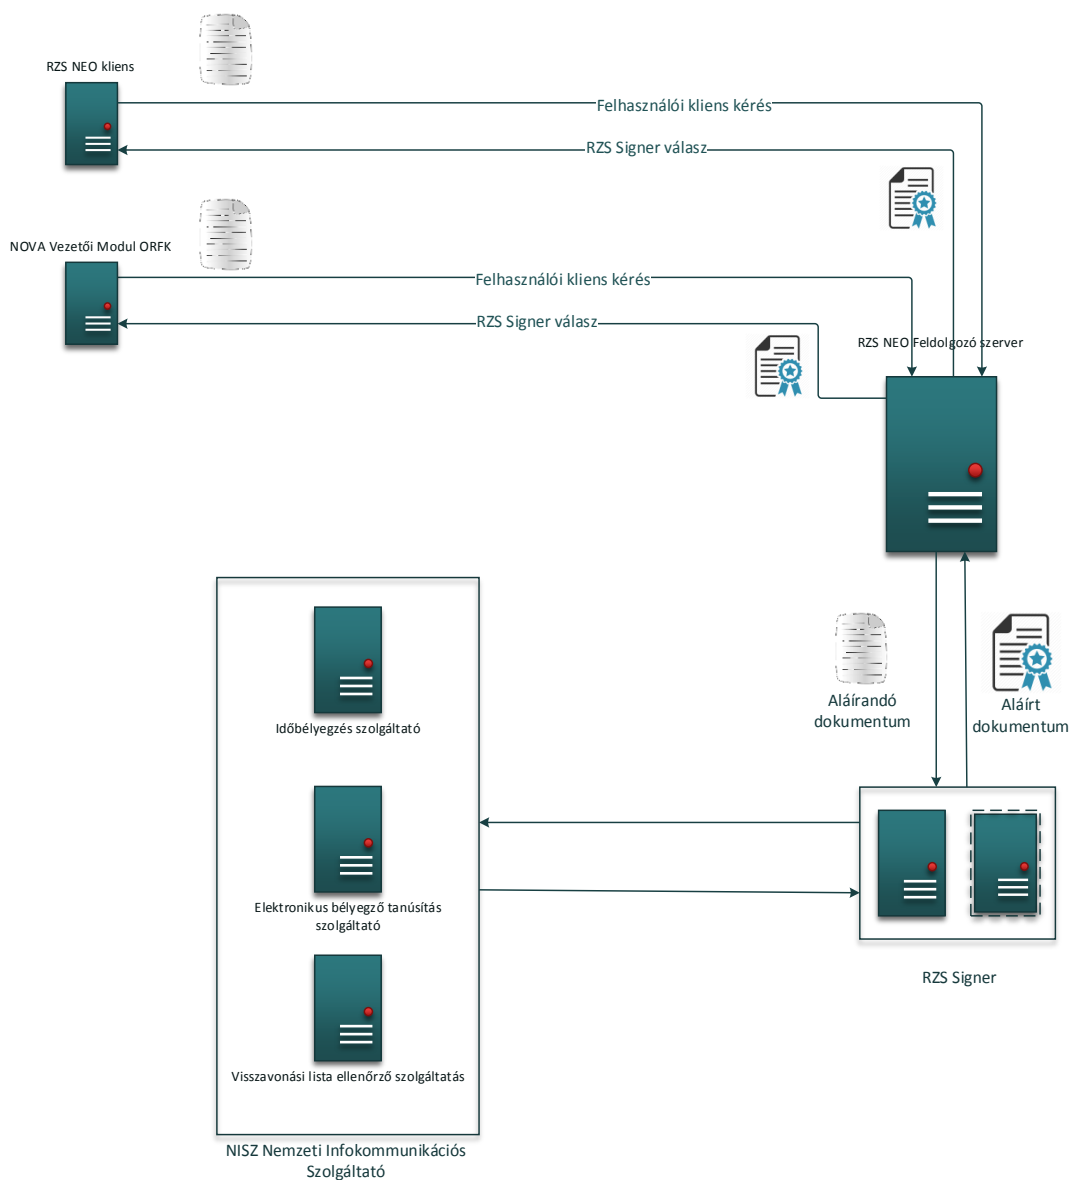 RZS NEO kliens
Felhasználói kliens kérés
RZS Signer válasz
NOVA Vezetői Modul ORFK
Felhasználói kliens kérés
RZS Signer válasz
RZS NEO Feldolgozó szerver
Aláírandó
dokumentum
Aláírt
dokumentum
Időbélyegzés szolgáltató
Elektronikus bélyegző tanúsítás
szolgáltató
RZS Signer
Visszavonási lista ellenőrző szolgáltatás
NISZ Nemzeti Infokommunikációs
Szolgáltató